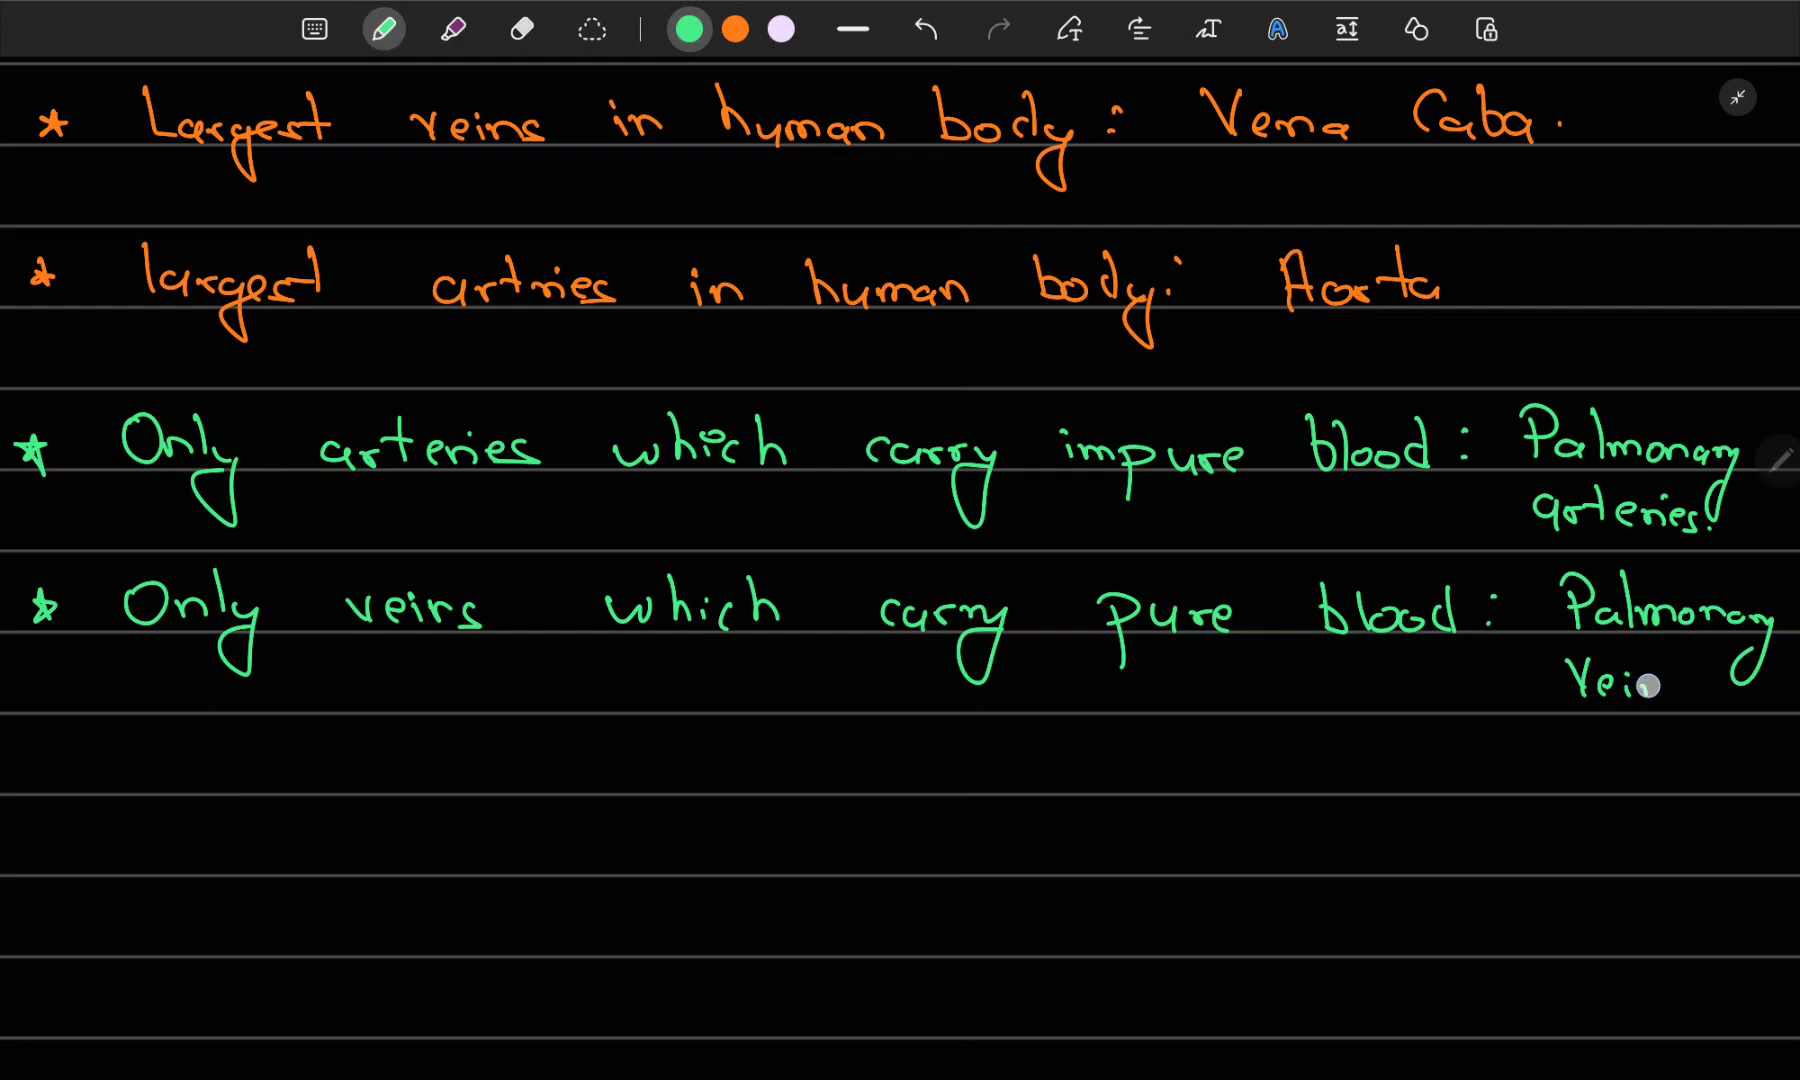 * Largest veins in human body: Vena Caba.
* largest artries in human body: Aorta
* Only arteries which carry impure blood: Palmonary
arteries.
* Only veins which carry pure blood: Palmonary
Vei